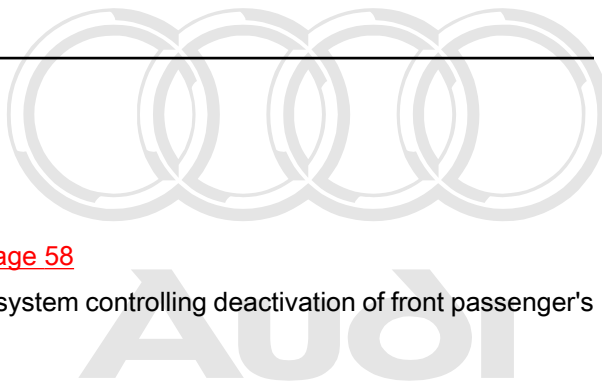 age 58
system controlling deactivation of front passenger's
Audi